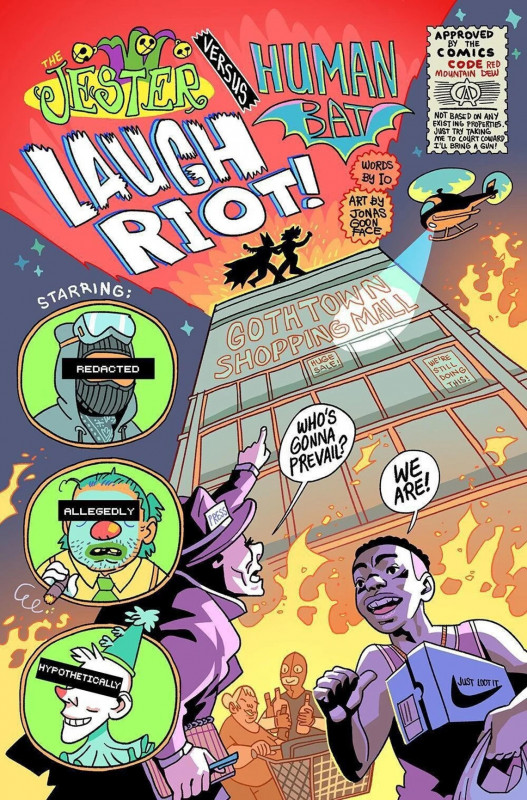 THE
JESTER
VERSUS
HUMAN
BAT
LAUGH
RIOT!
WORDS
BY IO
ART BY
JONAS
GOON
FACE
APPROVED
BY THE
COMICS
CODE RED
MOUNTAIN DEW
NOT BASED ON ANY
EXISTING PROPERTIES,
JUST TRY TAKING
ME TO COURT COWARD
I'LL BRING A GUN!
STARRING:
REDACTED
ALLEGEDLY
HYPOTHETICALLY
GOTHTOWN
SHOPPING MALL
HUGE
SALE!
WE'RE
STILL
DOING
THIS!
WHO'S
GONNA
PREVAIL?
WE
ARE!
PRESS
JUST LOOT IT.